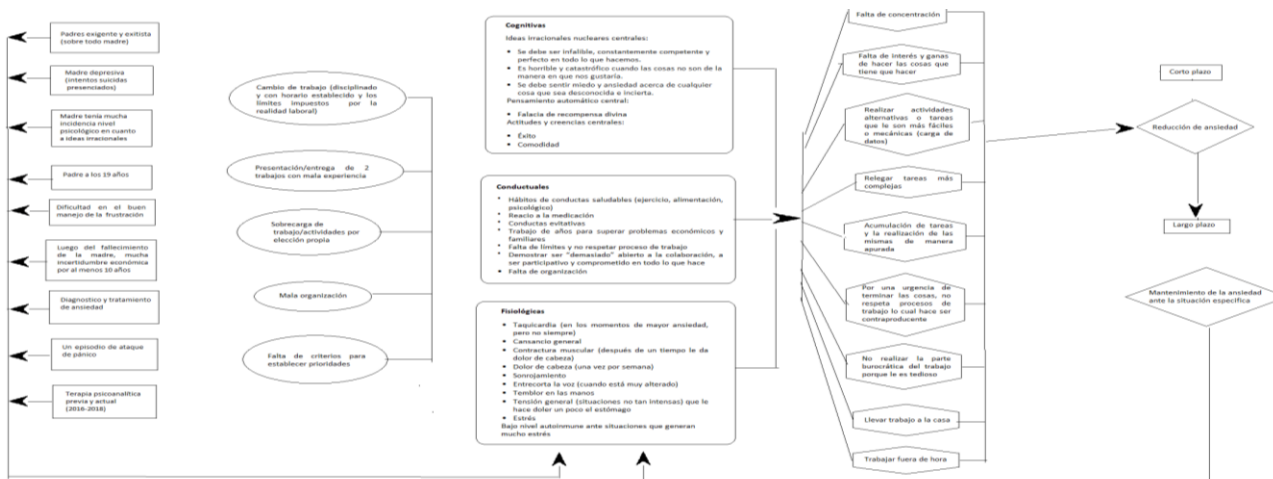 Padres exigente y exitista
(sobre todo madre)
Madre depresiva
(intentos suicidas
presenciados)
Madre tenía mucha
incidencia nivel
psicológico en cuanto
a ideas irracionales
Padre a los 19 años
Dificultad en el buen
manejo de la frustración
Luego del fallecimiento
de la madre, mucha
incertidumbre económica
por al menos 10 años
Diagnostico y tratamiento
de ansiedad
Un episodio de ataque
de pánico
Terapia psicoanalítica
previa y actual
(2016-2018)
Cambio de trabajo (disciplinado
y con horario establecido y los
límites impuestos por la
realidad laboral)
Presentación/entrega de 2
trabajos con mala experiencia
Sobrecarga de
trabajo/actividades por
elección propia
Mala organización
Falta de criterios para
establecer prioridades
Cognitivas
Ideas irracionales nucleares centrales:
• Se debe ser infalible, constantemente competente y
perfecto en todo lo que hacemos.
• Es horrible y catastrófico cuando las cosas no son de la
manera en que nos gustaría.
• Se debe sentir miedo y ansiedad acerca de cualquier
cosa que sea desconocida e incierta.
Pensamiento automático central:
• Falacia de recompensa divina
Actitudes y creencias centrales:
• Éxito
• Comodidad
Conductuales
• Hábitos de conductas saludables (ejercicio, alimentación,
psicológico)
• Reacio a la medicación
• Conductas evitativas
• Trabajo de años para superar problemas económicos y
familiares
• Falta de límites y no respetar proceso de trabajo
• Demostrar ser "demasiado" abierto a la colaboración, a
ser participativo y comprometido en todo lo que hace
• Falta de organización
Fisiológicas
• Taquicardia (en los momentos de mayor ansiedad,
pero no siempre)
• Cansancio general
• Contractura muscular (después de un tiempo le da
dolor de cabeza)
• Dolor de cabeza (una vez por semana)
• Sonrojamiento
• Entrecorta la voz (cuando está muy alterado)
• Temblor en las manos
• Tensión general (situaciones no tan intensas) que le
hace doler un poco el estómago
• Estrés
Bajo nivel autoinmune ante situaciones que generan
mucho estrés
Falta de concentración
Falta de interés y ganas
de hacer las cosas que
tiene que hacer
Realizar actividades
alternativas o tareas
que le son más fáciles
o mecánicas (carga de
datos)
Relegar tareas más
complejas
Acumulación de tareas
y la realización de las
mismas de manera
apurada
Por una urgencia de
terminar las cosas, no
respeta procesos de
trabajo lo cual hace ser
contraproducente
No realizar la parte
burocrática del trabajo
porque le es tedioso
Llevar trabajo a la casa
Trabajar fuera de hora
Corto plazo
Reducción de ansiedad
Largo plazo
Mantenimiento de la ansiedad
ante la situación específica